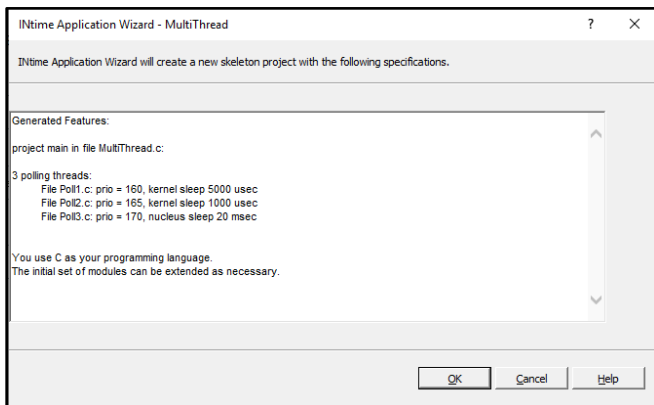 INtime Application Wizard - MultiThread
INtime Application Wizard will create a new skeleton project with the following specifications.
Generated Features:
project main in file MultiThread.c:
3 polling threads:
File Poll1.c: prio = 160, kernel sleep 5000 usec
File Poll2.c: prio = 165, kernel sleep 1000 usec
File Poll3.c: prio = 170, nucleus sleep 20 msec
You use C as your programming language.
The initial set of modules can be extended as necessary.
OK Cancel Help